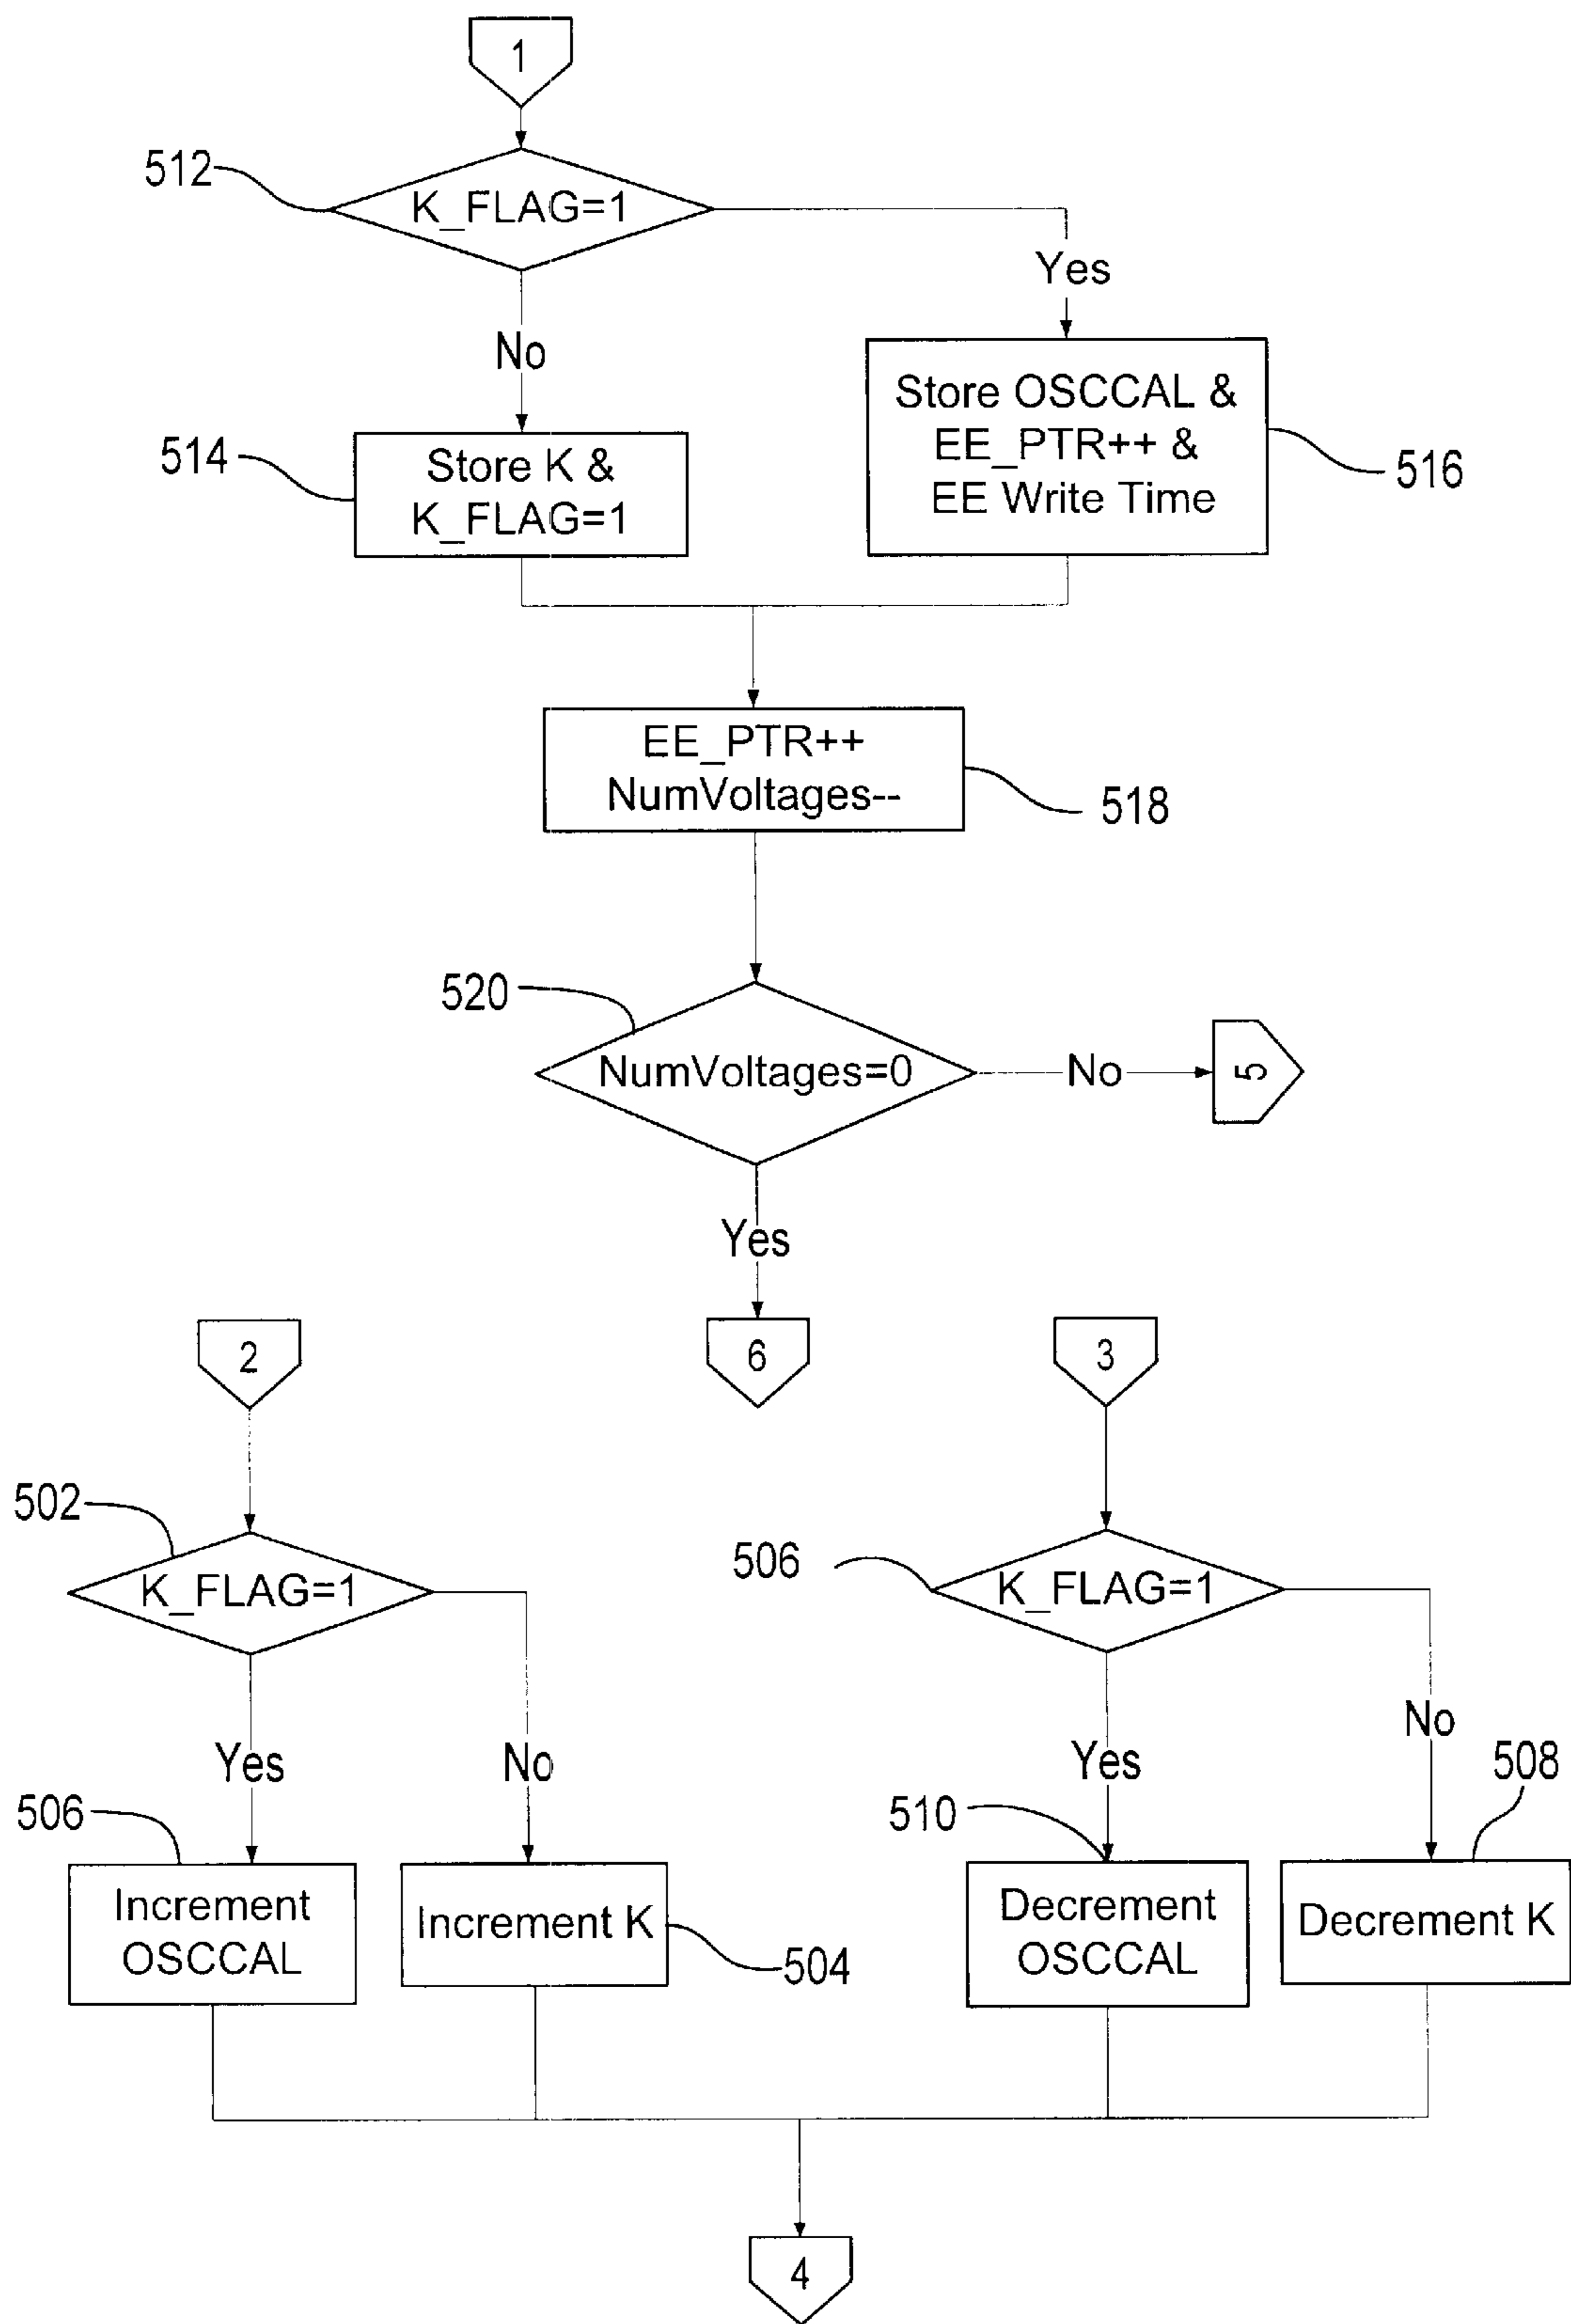 1
512
K_FLAG=1
Yes
No
514
Store K &
K_FLAG=1
Store OSCCAL &
EE_PTR++ &
EE Write Time
516
EE_PTR++
NumVoltages--
518
520
NumVoltages=0
No
5
Yes
6
2
3
502
K_FLAG=1
506
K_FLAG=1
Yes
No
Yes
No
506
510
508
Increment
OSCCAL
Increment K
504
Decrement
OSCCAL
Decrement K
4